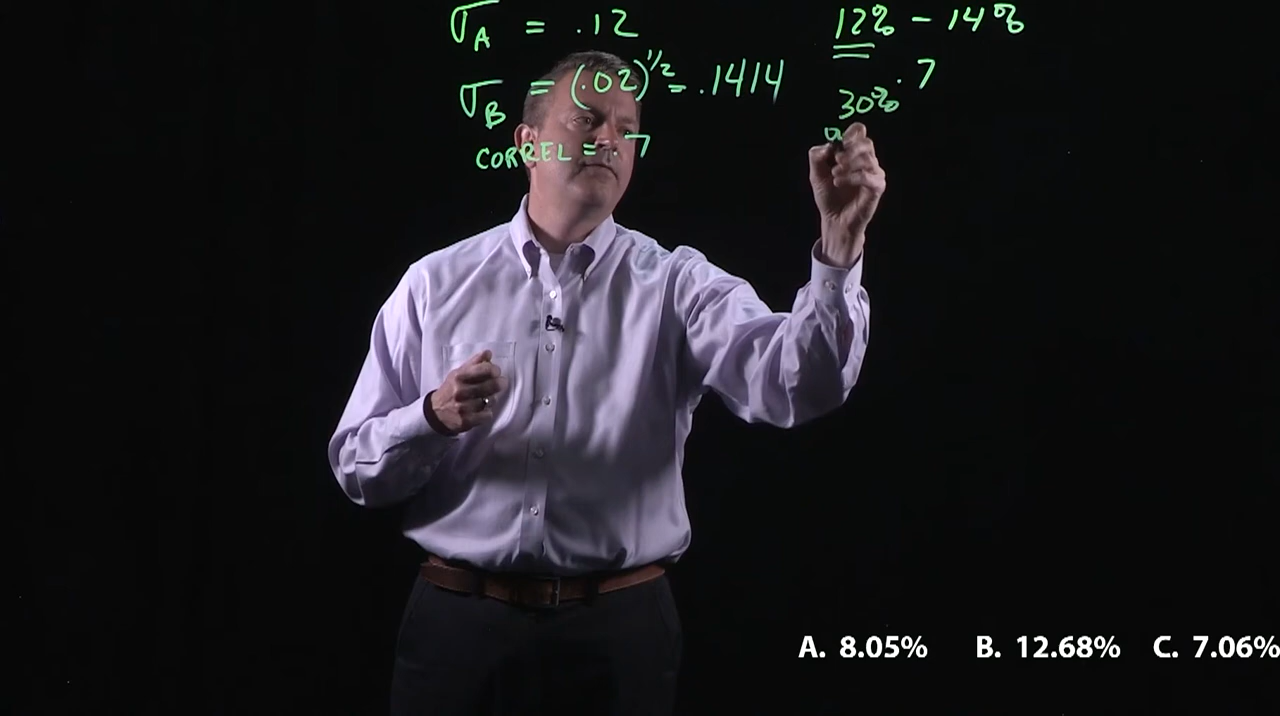 σA = .12
σB = (.02)^1/2 = .1414
CORREL = .7
12% - 14%
.7
30%
A. 8.05% B. 12.68% C. 7.06%